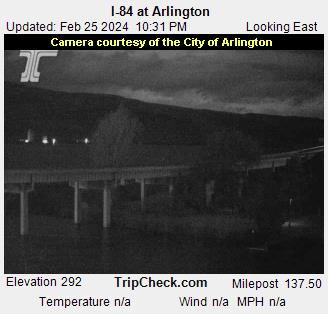 I-84 at Arlington
Updated: Feb 25 2024 10:31 PM Looking East
Camera courtesy of the City of Arlington
Elevation 292 TripCheck.com Milepost 137.50
Temperature n/a Wind n/a MPH n/a